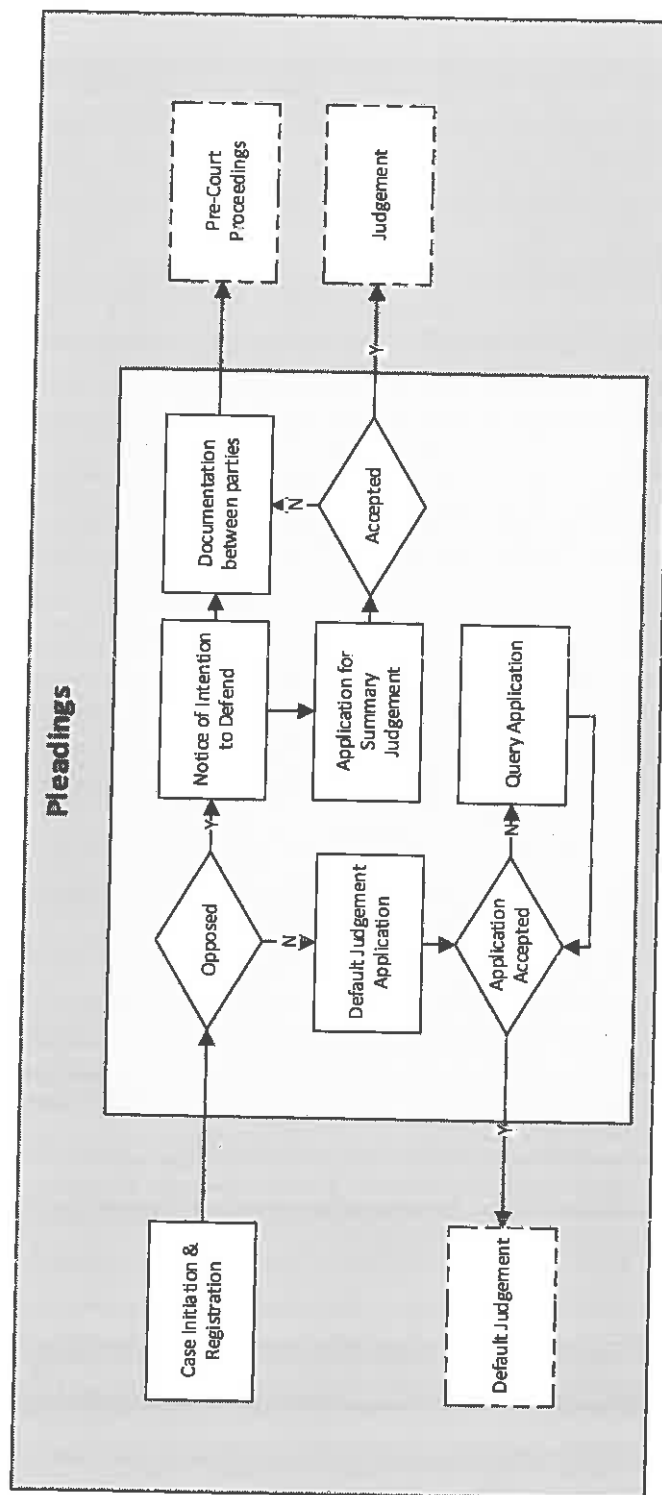 Pleadings
Case Initiation &
Registration
Opposed
Y
Notice of Intention
to Defend
Documentation
between parties
Pre-Court
Proceedings
N
N
Default Judgement
Application
Application for
Summary
Judgement
Accepted
Y
Judgement
Application
Accepted
N
Query Application
Y
Default Judgement